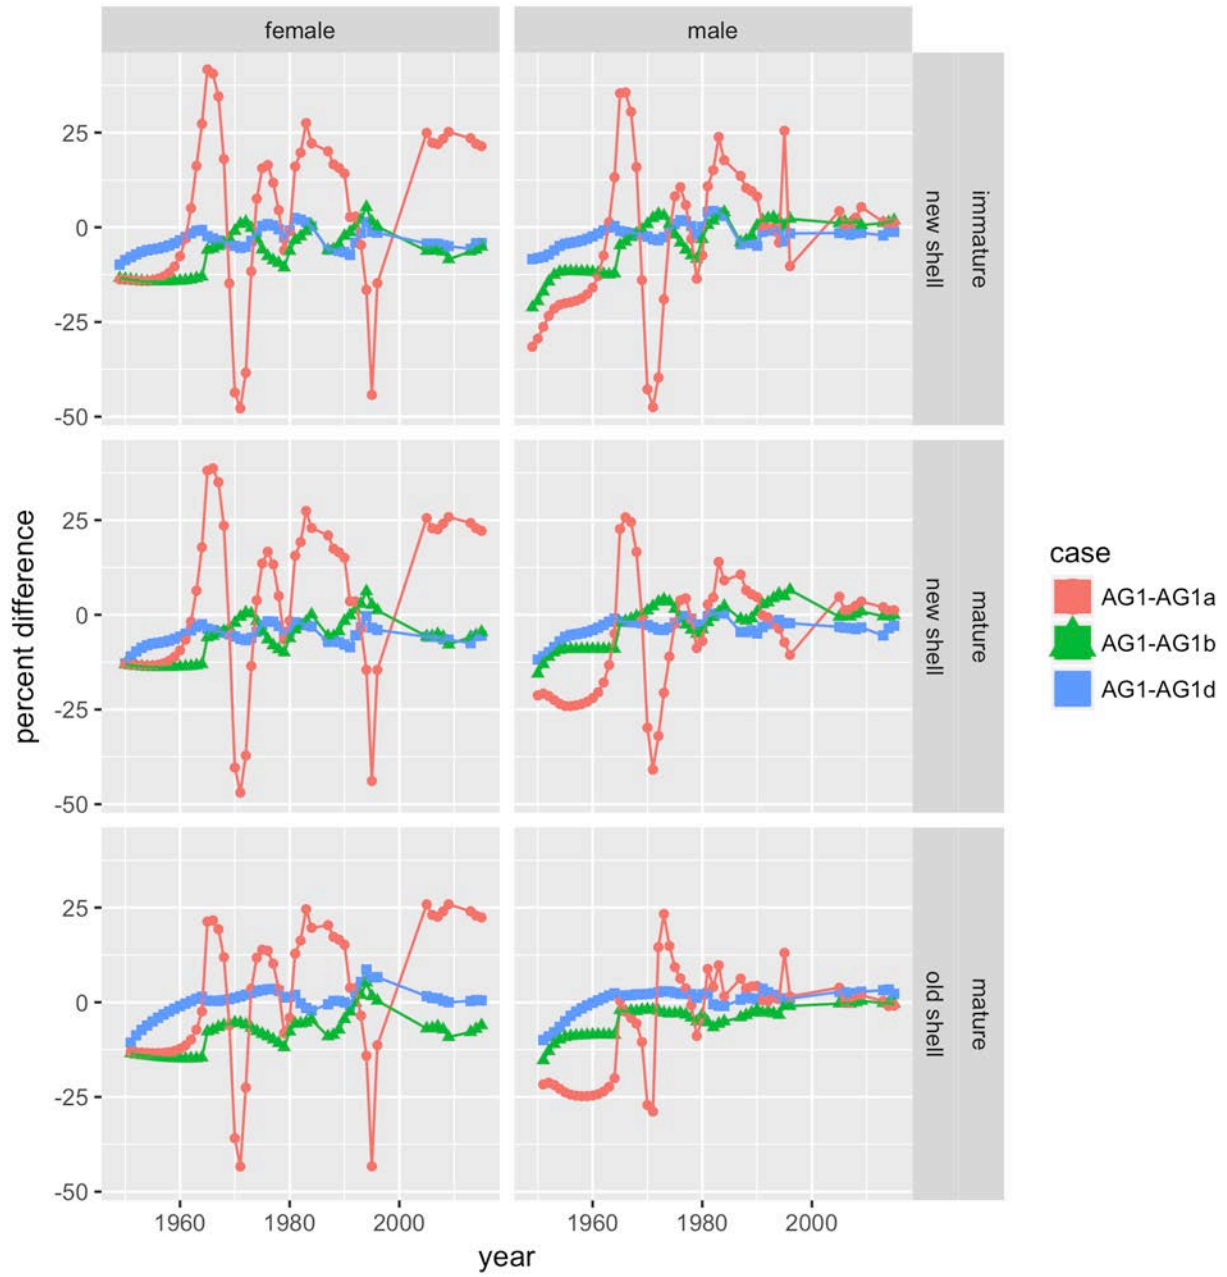 female
male
25
0
-25
-50
immature
new shell
25
0
-25
-50
mature
new shell
25
0
-25
-50
mature
old shell
percent difference
1960
1980
2000
1960
1980
2000
year
case
AG1-AG1a
AG1-AG1b
AG1-AG1d